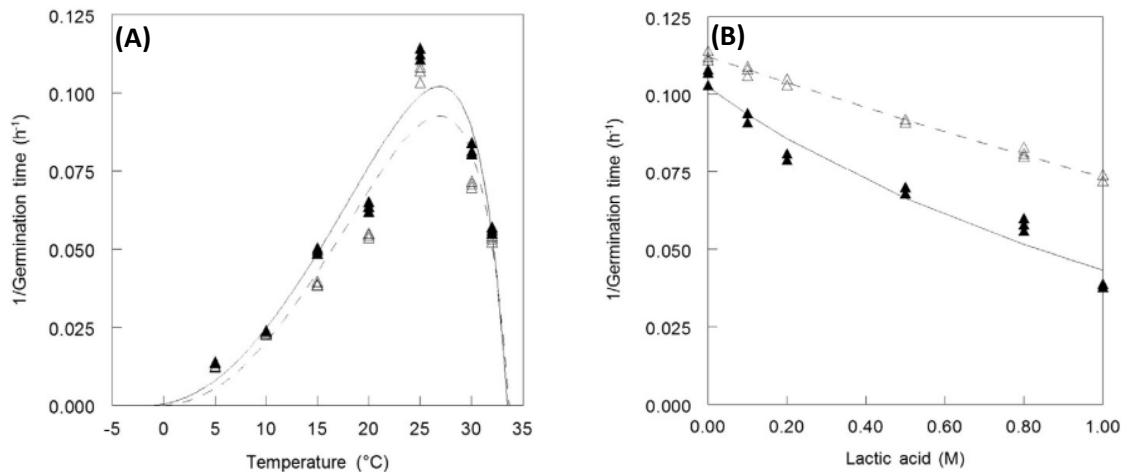 (A)
1/Germination time (h⁻¹)
0.125
0.100
0.075
0.050
0.025
0.000
-5 0 5 10 15 20 25 30 35
Temperature (°C)
(B)
1/Germination time (h⁻¹)
0.125
0.100
0.075
0.050
0.025
0.000
0.00 0.20 0.40 0.60 0.80 1.00
Lactic acid (M)